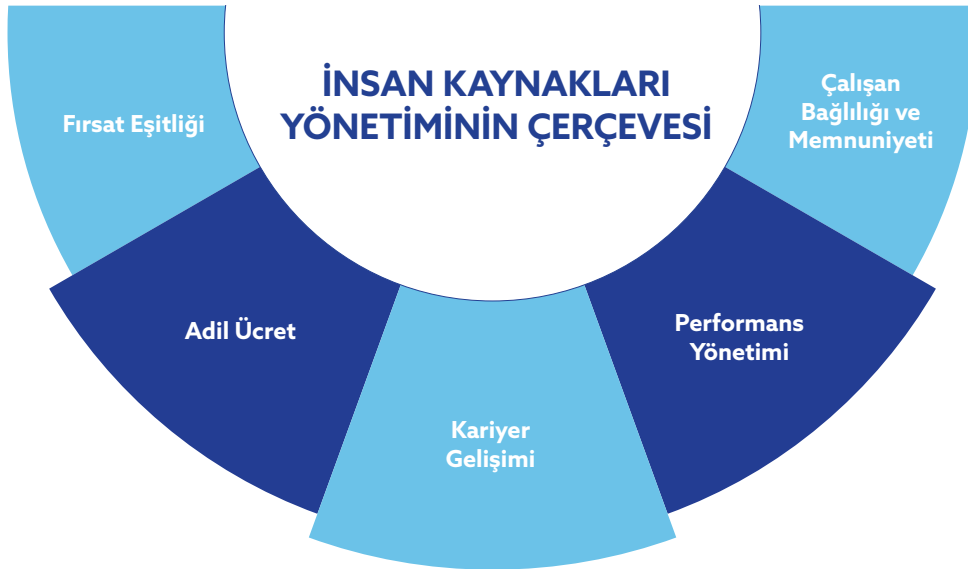 İNSAN KAYNAKLARI
YÖNETİMİNİN ÇERÇEVESİ
Fırsat Eşitliği
Adil Ücret
Kariyer
Gelişimi
Performans
Yönetimi
Çalışan
Bağlılığı ve
Memnuniyeti